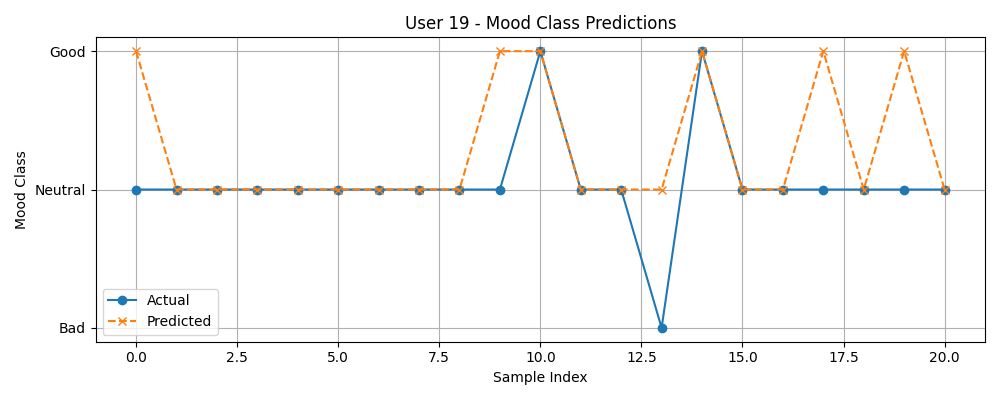 User 19 - Mood Class Predictions
Good
Neutral
Bad
Mood Class
Actual
Predicted
0.0 2.5 5.0 7.5 10.0 12.5 15.0 17.5 20.0
Sample Index